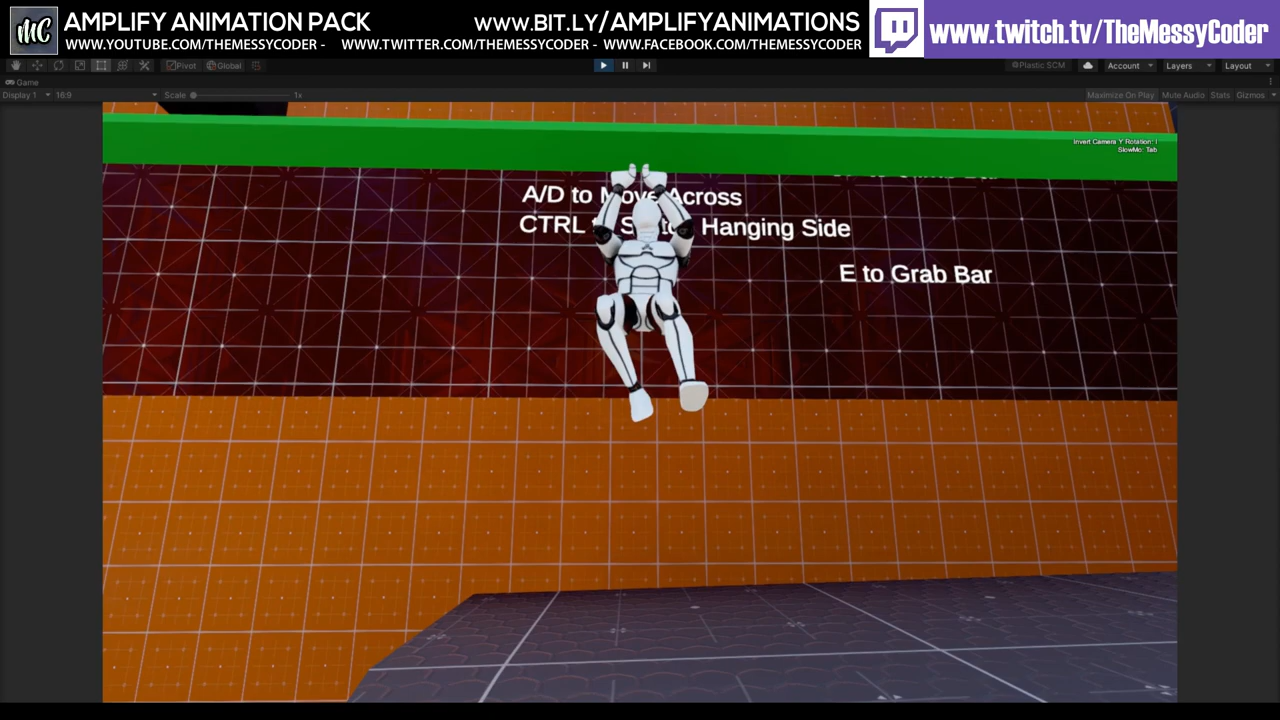 MC AMPLIFY ANIMATION PACK
WWW.BIT.LY/AMPLIFYANIMATIONS
WWW.YOUTUBE.COM/THEMESSYCODER - WWW.TWITTER.COM/THEMESSYCODER - WWW.FACEBOOK.COM/THEMESSYCODER
www.twitch.tv/TheMessyCoder
Pivot Global Plastic SCM Account Layers Layout
Game
Display 1 16:9 Scale 1x Maximize On Play Mute Audio Stats Gizmos
Invert Camera Y Rotation: I
SlowMo: Tab
A/D to Move Across
CTRL Hanging Side
E to Grab Bar